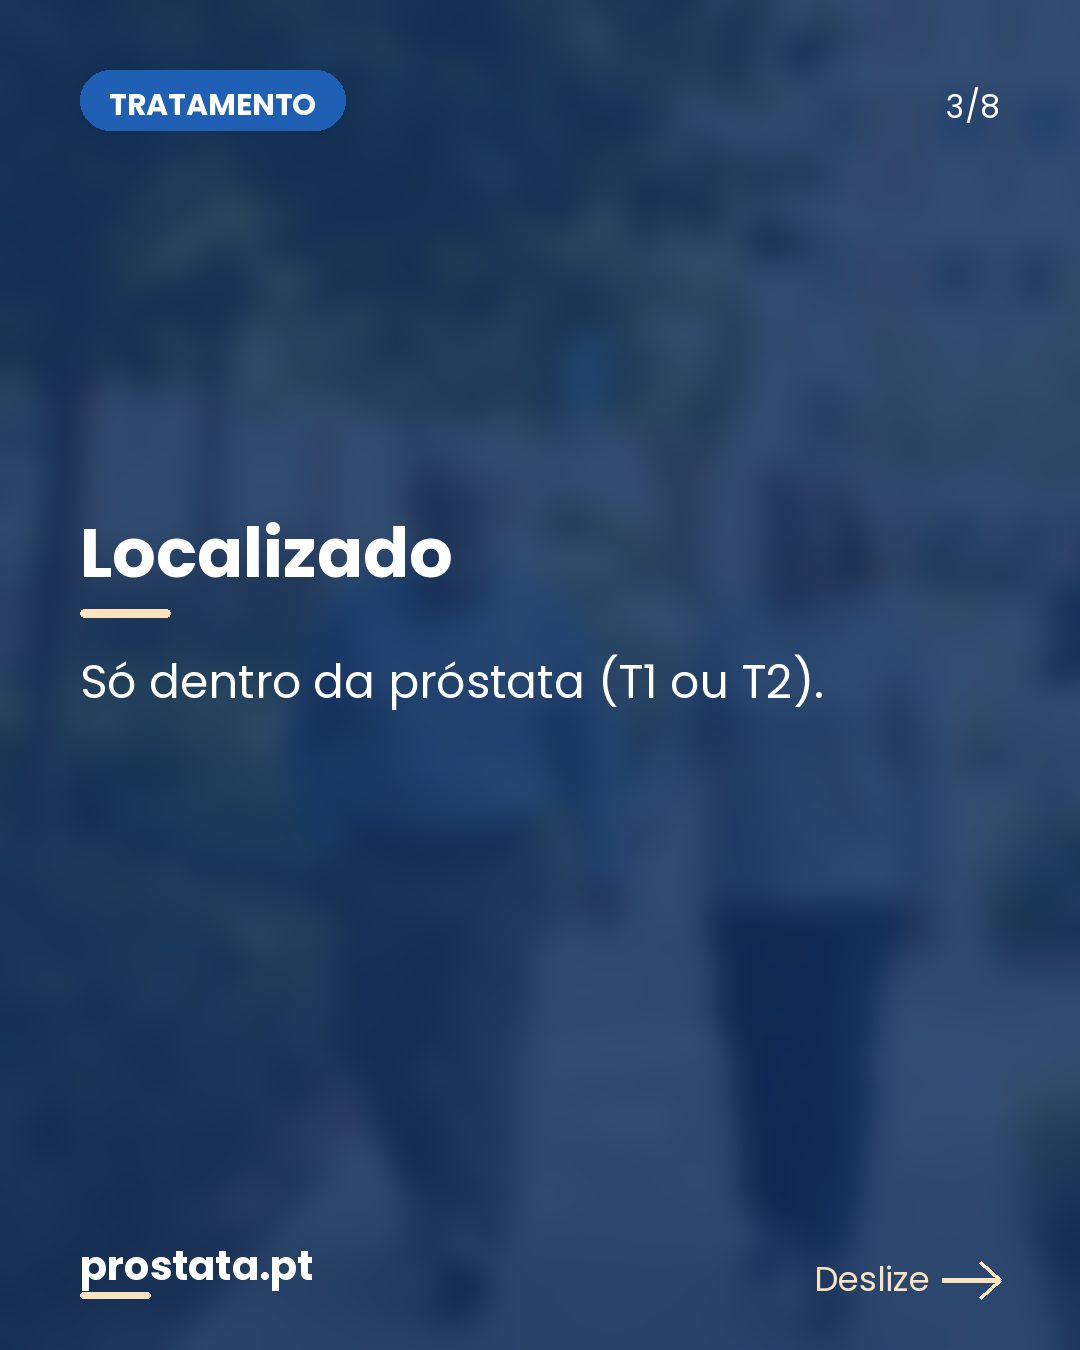 TRATAMENTO
3/8
Localizado
Só dentro da próstata (T1 ou T2).
prostata.pt
Deslize